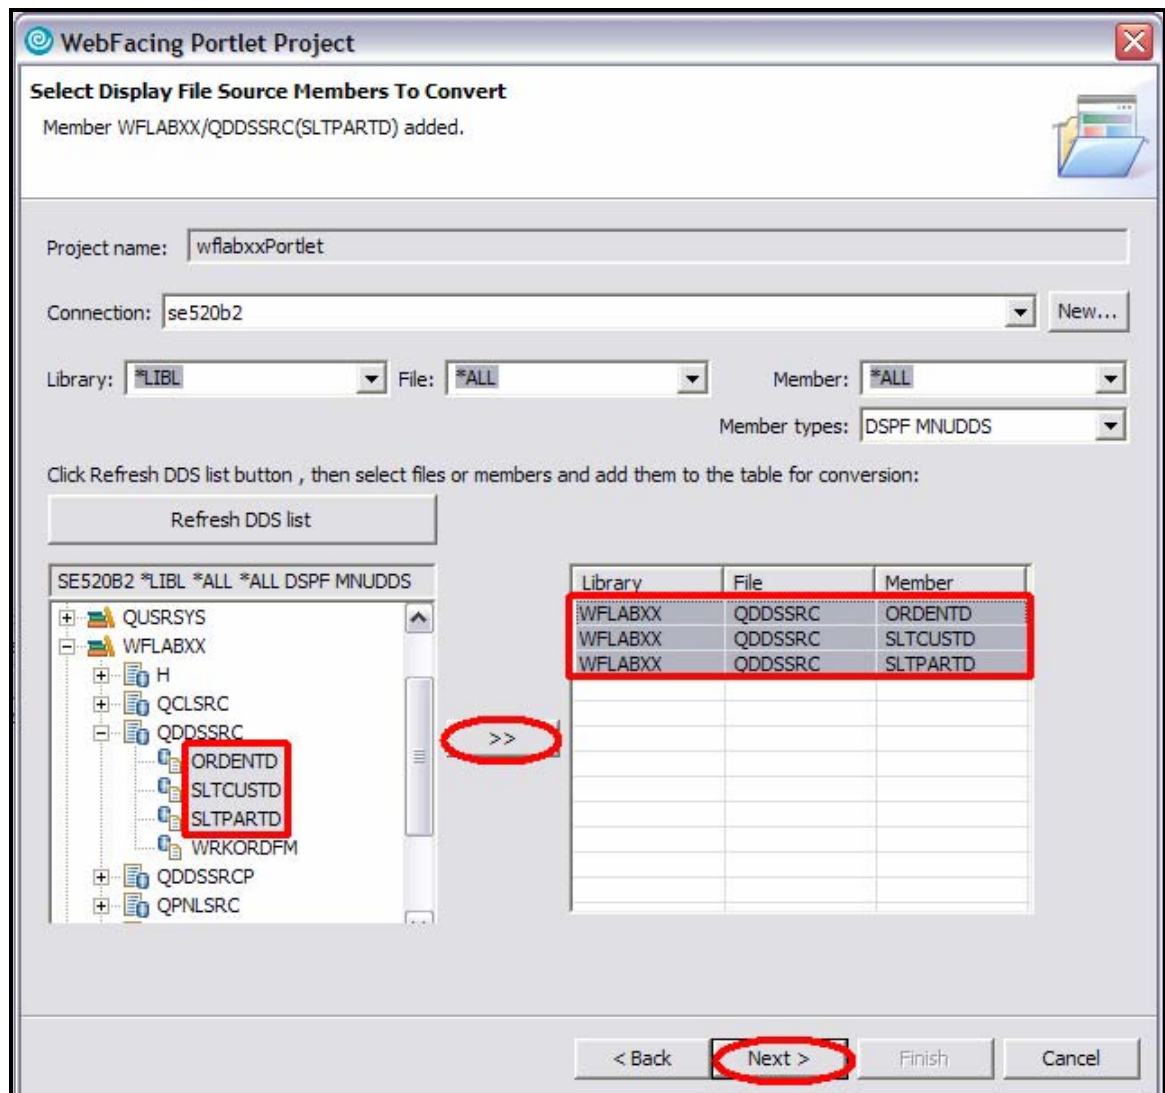 WebFacing Portlet Project
Select Display File Source Members To Convert
Member WFLABXX/QDDSSRC(SLTPARTD) added.
Project name: wflabxxPortlet
Connection: se520b2 New...
Library: *LIBL File: *ALL Member: *ALL
Member types: DSPF MNUDDS
Click Refresh DDS list button , then select files or members and add them to the table for conversion:
Refresh DDS list
SE520B2 *LIBL *ALL *ALL DSPF MNUDDS
QUSRSYS
WFLABXX
H
QCLSRC
QDDSSRC
ORDENTD
SLTCUSTD
SLTPARTD
WRKORDFM
QDDSSRCP
QPNLSRC
>>
Library File Member
WFLABXX QDDSSRC ORDENTD
WFLABXX QDDSSRC SLTCUSTD
WFLABXX QDDSSRC SLTPARTD
< Back Next > Finish Cancel